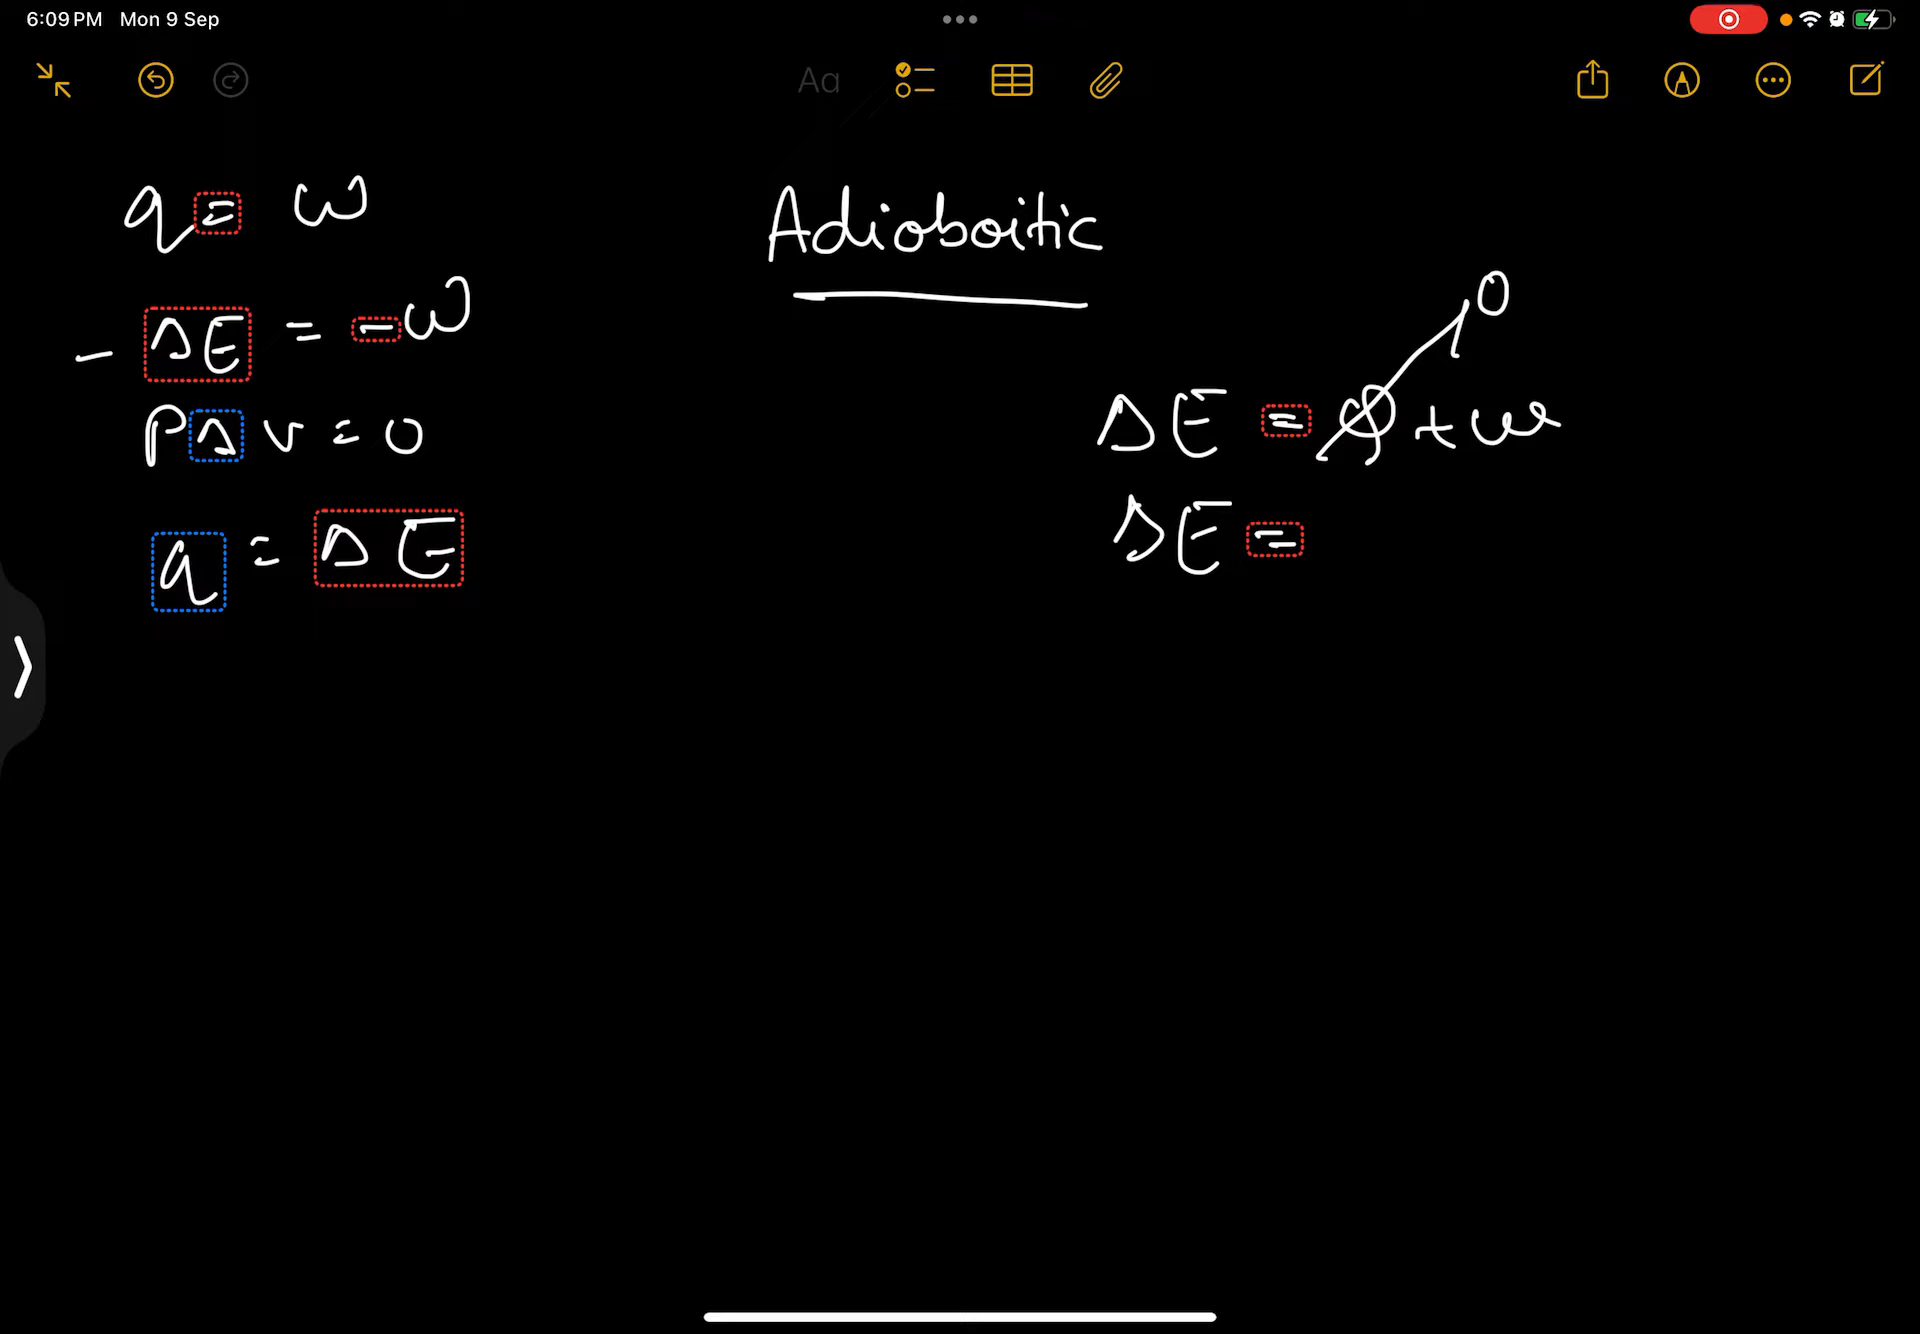 6:09 PM Mon 9 Sep
Aa
q = w
Adioboitic
- ΔE = -w
0
PΔv = 0
ΔE = q + w
q = ΔE
ΔE =